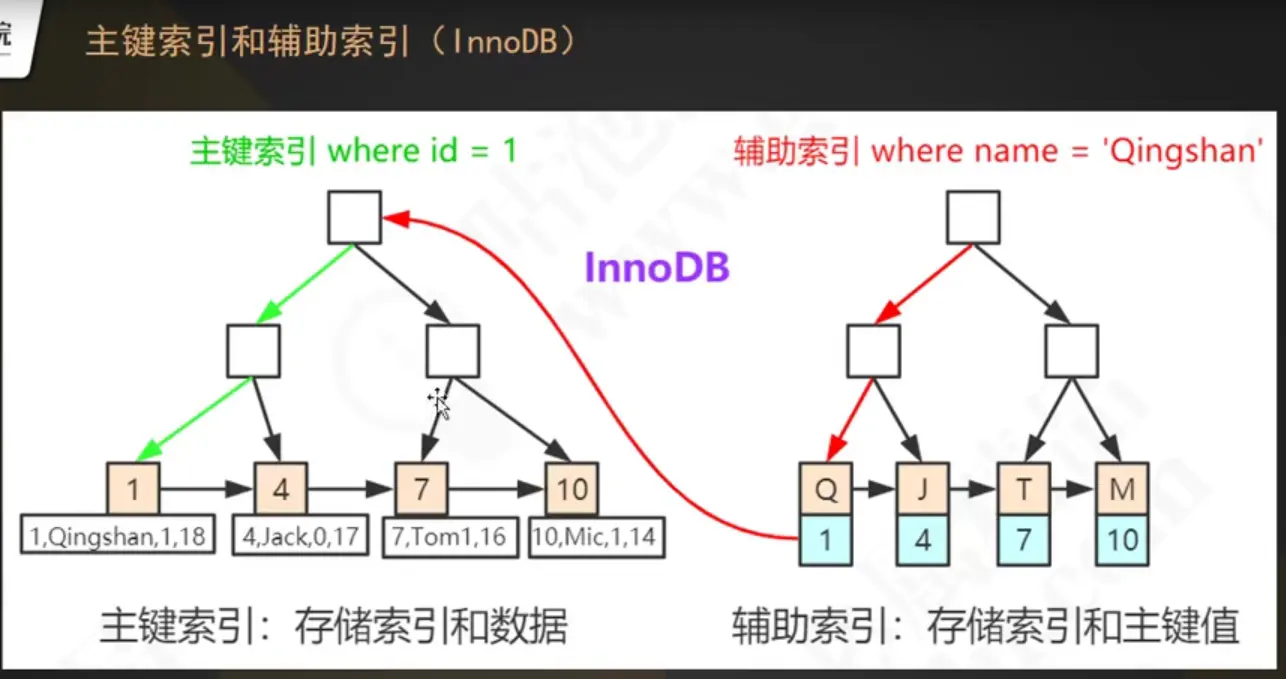 院
主键索引和辅助索引（InnoDB）
主键索引 where id = 1
辅助索引 where name = 'Qingshan'
InnoDB
1
4
7
10
1,Qingshan,1,18
4,Jack,0,17
7,Tom1,16
10,Mic,1,14
Q
J
T
M
1
4
7
10
主键索引：存储索引和数据
辅助索引：存储索引和主键值